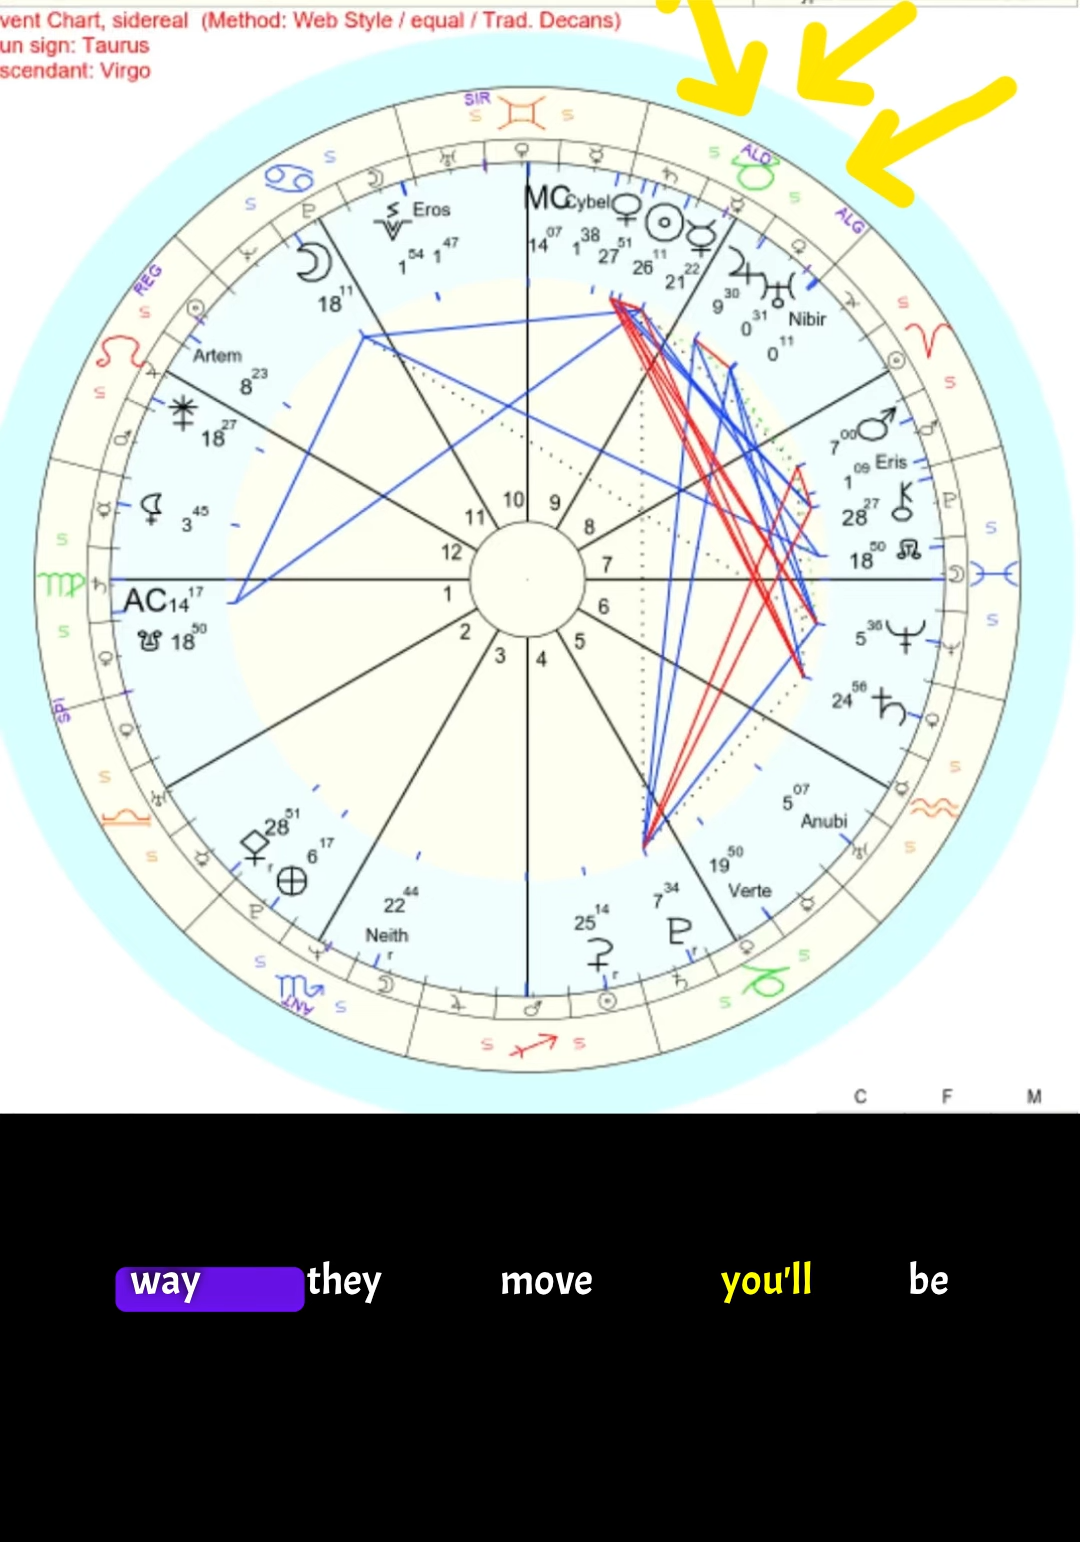 vent Chart, sidereal (Method: Web Style / equal / Trad. Decans)
un sign: Taurus
scendant: Virgo
SIR
ALD
ALG
REG
Eros
MC
Cybel
14 07
1 38
27 51
26 11
21 22
1 54
1 47
18 11
9 30
0 31
Nibir
0 11
Artem
8 23
18 27
7 00
1 09
Eris
28 27
18 50
3 45
10
9
11
8
12
7
AC 14 17
18 50
1
6
2
5
3
4
5 36
24 56
SPI
5 07
Anubi
28 51
r
6 17
19 50
Verte
22 44
Neith
r
7 34
r
25 14
r
ANT
C F M
way they move you'll be